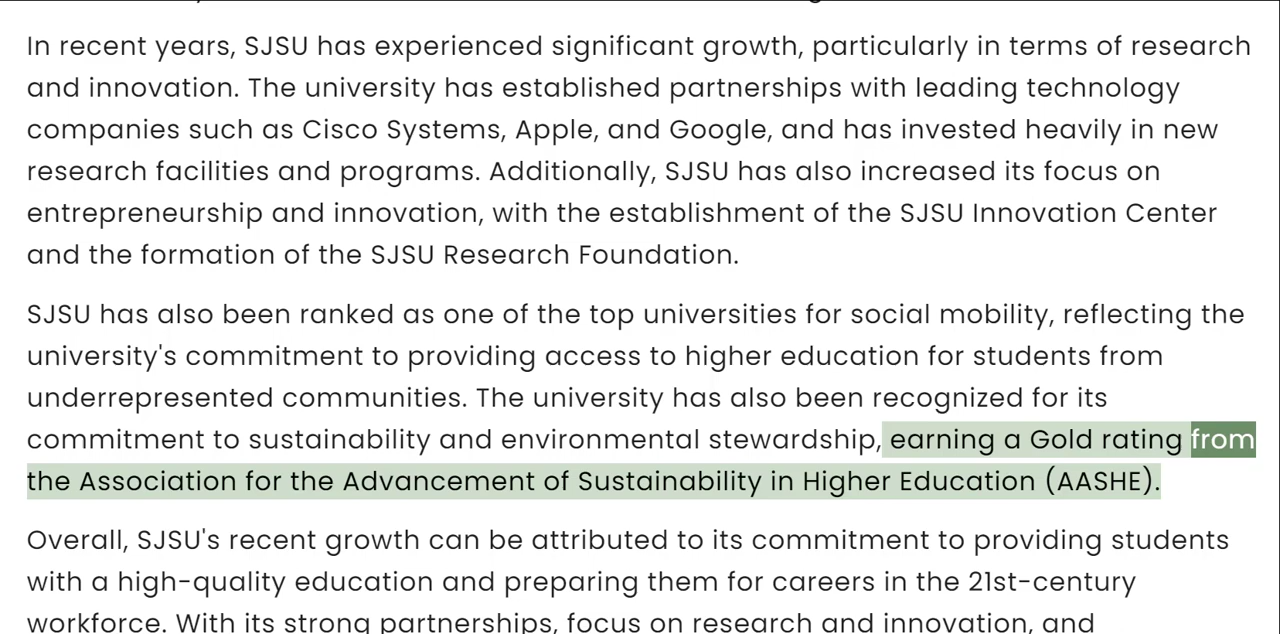 In recent years, SJSU has experienced significant growth, particularly in terms of research
and innovation. The university has established partnerships with leading technology
companies such as Cisco Systems, Apple, and Google, and has invested heavily in new
research facilities and programs. Additionally, SJSU has also increased its focus on
entrepreneurship and innovation, with the establishment of the SJSU Innovation Center
and the formation of the SJSU Research Foundation.
SJSU has also been ranked as one of the top universities for social mobility, reflecting the
university's commitment to providing access to higher education for students from
underrepresented communities. The university has also been recognized for its
commitment to sustainability and environmental stewardship, earning a Gold rating from
the Association for the Advancement of Sustainability in Higher Education (AASHE).
Overall, SJSU's recent growth can be attributed to its commitment to providing students
with a high-quality education and preparing them for careers in the 21st-century
workforce. With its strong partnerships, focus on research and innovation, and